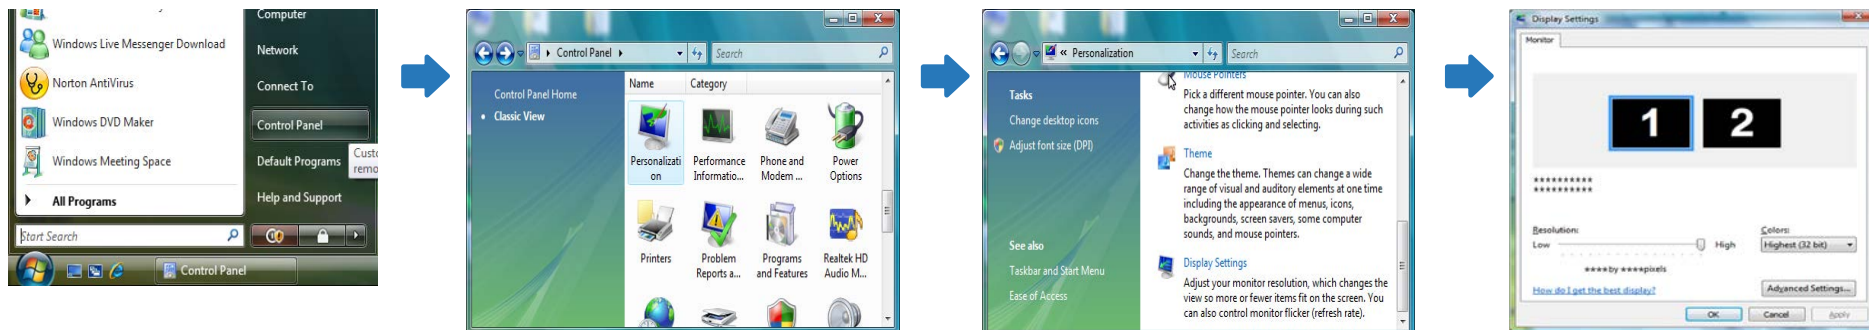 Computer
Windows Live Messenger Download
Network
Norton AntiVirus
Connect To
Windows DVD Maker
Control Panel
Windows Meeting Space
Default Programs
All Programs
Help and Support
Start Search
Control Panel
Control Panel
Search
Control Panel Home
Classic View
Name Category
Personalizati
on
Performance
Informatio...
Phone and
Modem ...
Power
Options
Printers
Problem
Reports a...
Programs
and Features
Realtek HD
Audio M...
« Personalization
Search
Tasks
Change desktop icons
Adjust font size (DPI)
See also
Taskbar and Start Menu
Ease of Access
Mouse Pointers
Pick a different mouse pointer. You can also
change how the mouse pointer looks during such
activities as clicking and selecting.
Theme
Change the theme. Themes can change a wide
range of visual and auditory elements at one time
including the appearance of menus, icons,
backgrounds, screen savers, some computer
sounds, and mouse pointers.
Display Settings
Adjust your monitor resolution, which changes the
view so more or fewer items fit on the screen. You
can also control monitor flicker (refresh rate).
Display Settings
Monitor
1 2
**********
**********
Resolution:
Low High
****by ****pixels
Colors:
Highest (32 bit)
How do I get the best display?
Advanced Settings...
OK Cancel Apply